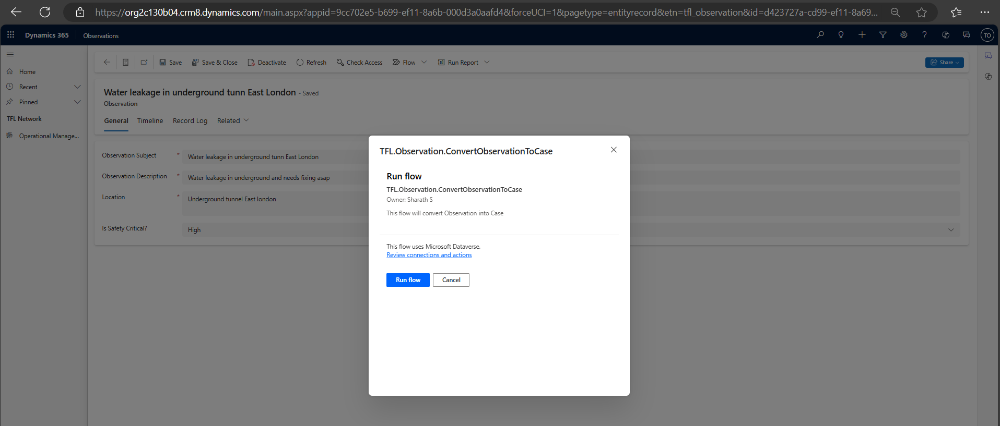 https://org2c130b04.crm8.dynamics.com/main.aspx?appid=9cc702e5-b699-ef11-8a6b-000d3a0aafd4&forceUCI=1&pagetype=entityrecord&etn=tfl_observation&id=d423727a-cd99-ef11-8a69...
Dynamics 365 Observations
TO
Save Save & Close Deactivate Refresh Check Access Flow Run Report Share
Home
Recent
Pinned
TFL Network
Operational Manage...
Water leakage in underground tunn East London - Saved
Observation
General Timeline Record Log Related
Observation Subject * Water leakage in underground tunn East London
Observation Description * Water leakage in underground and needs fixing asap
Location * Underground tunnel East london
Is Safety Critical? High
TFL.Observation.ConvertObservationToCase
Run flow
TFL.Observation.ConvertObservationToCase
Owner: Sharath S
This flow will convert Observation into Case
This flow uses Microsoft Dataverse.
Review connections and actions
Run flow Cancel